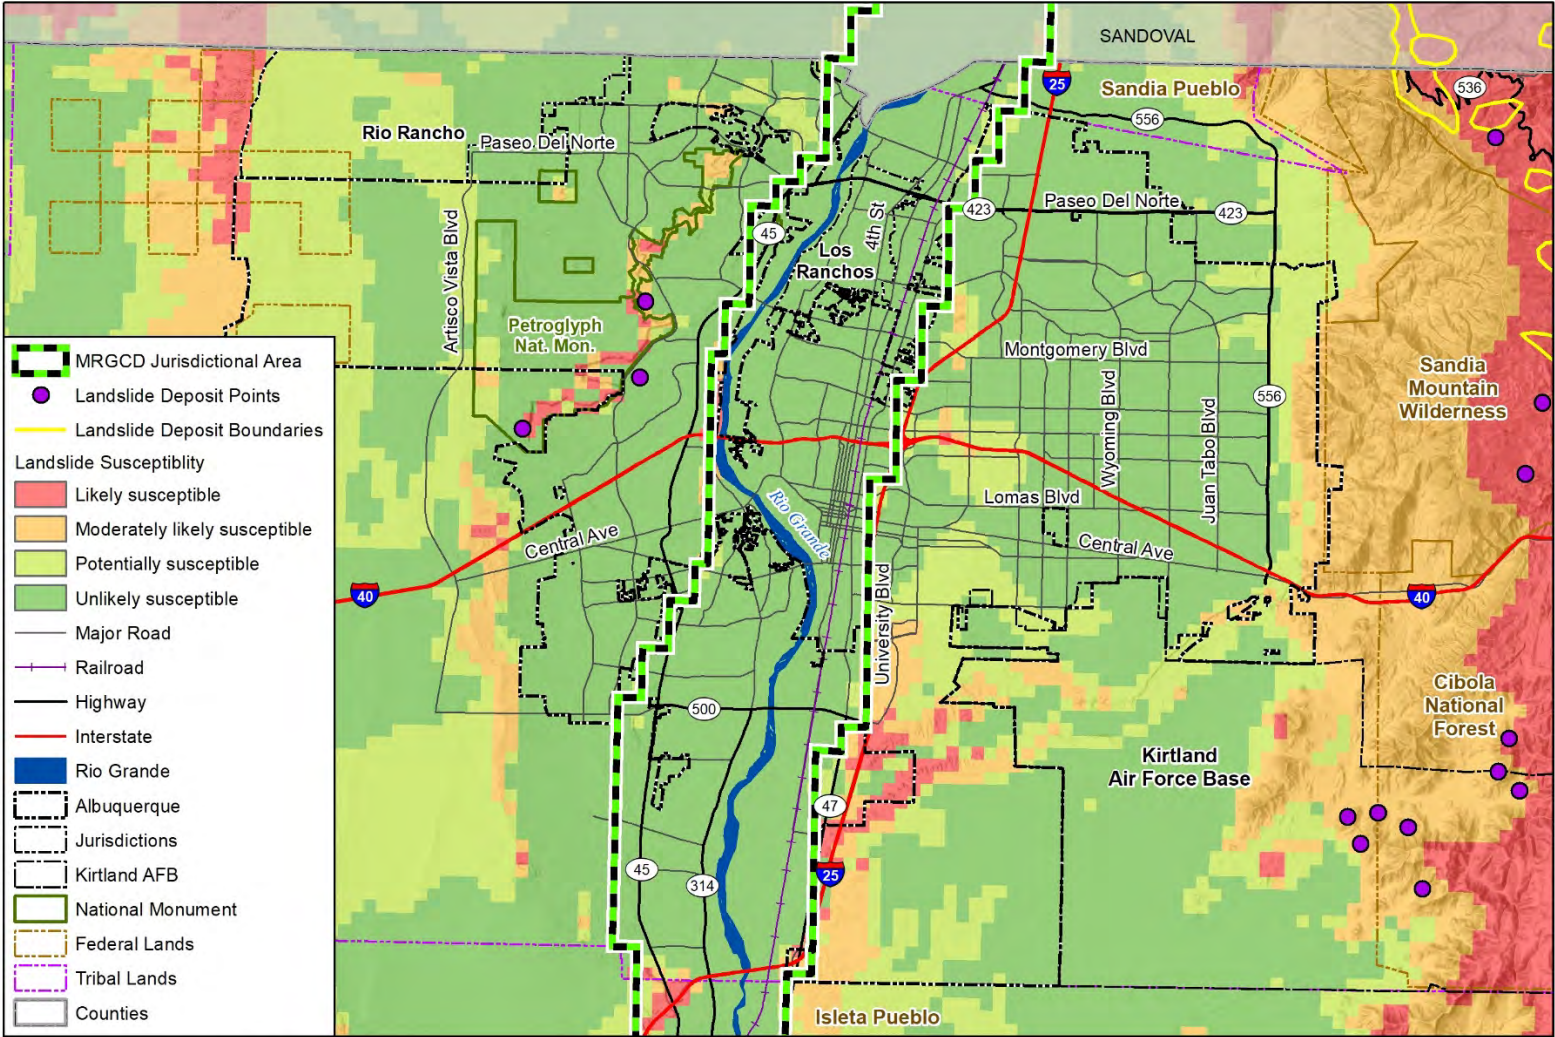 SANDOVAL
25
536
Sandia Pueblo
556
Rio Rancho
Paseo Del Norte
Paseo Del Norte
423
423
4th St
45
Los
Ranchos
Artisco Vista Blvd
Petroglyph
Nat. Mon.
Montgomery Blvd
Sandia
Mountain
Wilderness
Wyoming Blvd
Juan Tabo Blvd
556
Lomas Blvd
Rio Grande
Central Ave
Central Ave
40
40
University Blvd
500
Cibola
National
Forest
Kirtland
Air Force Base
47
25
45
314
Isleta Pueblo
MRGCD Jurisdictional Area
Landslide Deposit Points
Landslide Deposit Boundaries
Landslide Susceptiblity
Likely susceptible
Moderately likely susceptible
Potentially susceptible
Unlikely susceptible
Major Road
Railroad
Highway
Interstate
Rio Grande
Albuquerque
Jurisdictions
Kirtland AFB
National Monument
Federal Lands
Tribal Lands
Counties